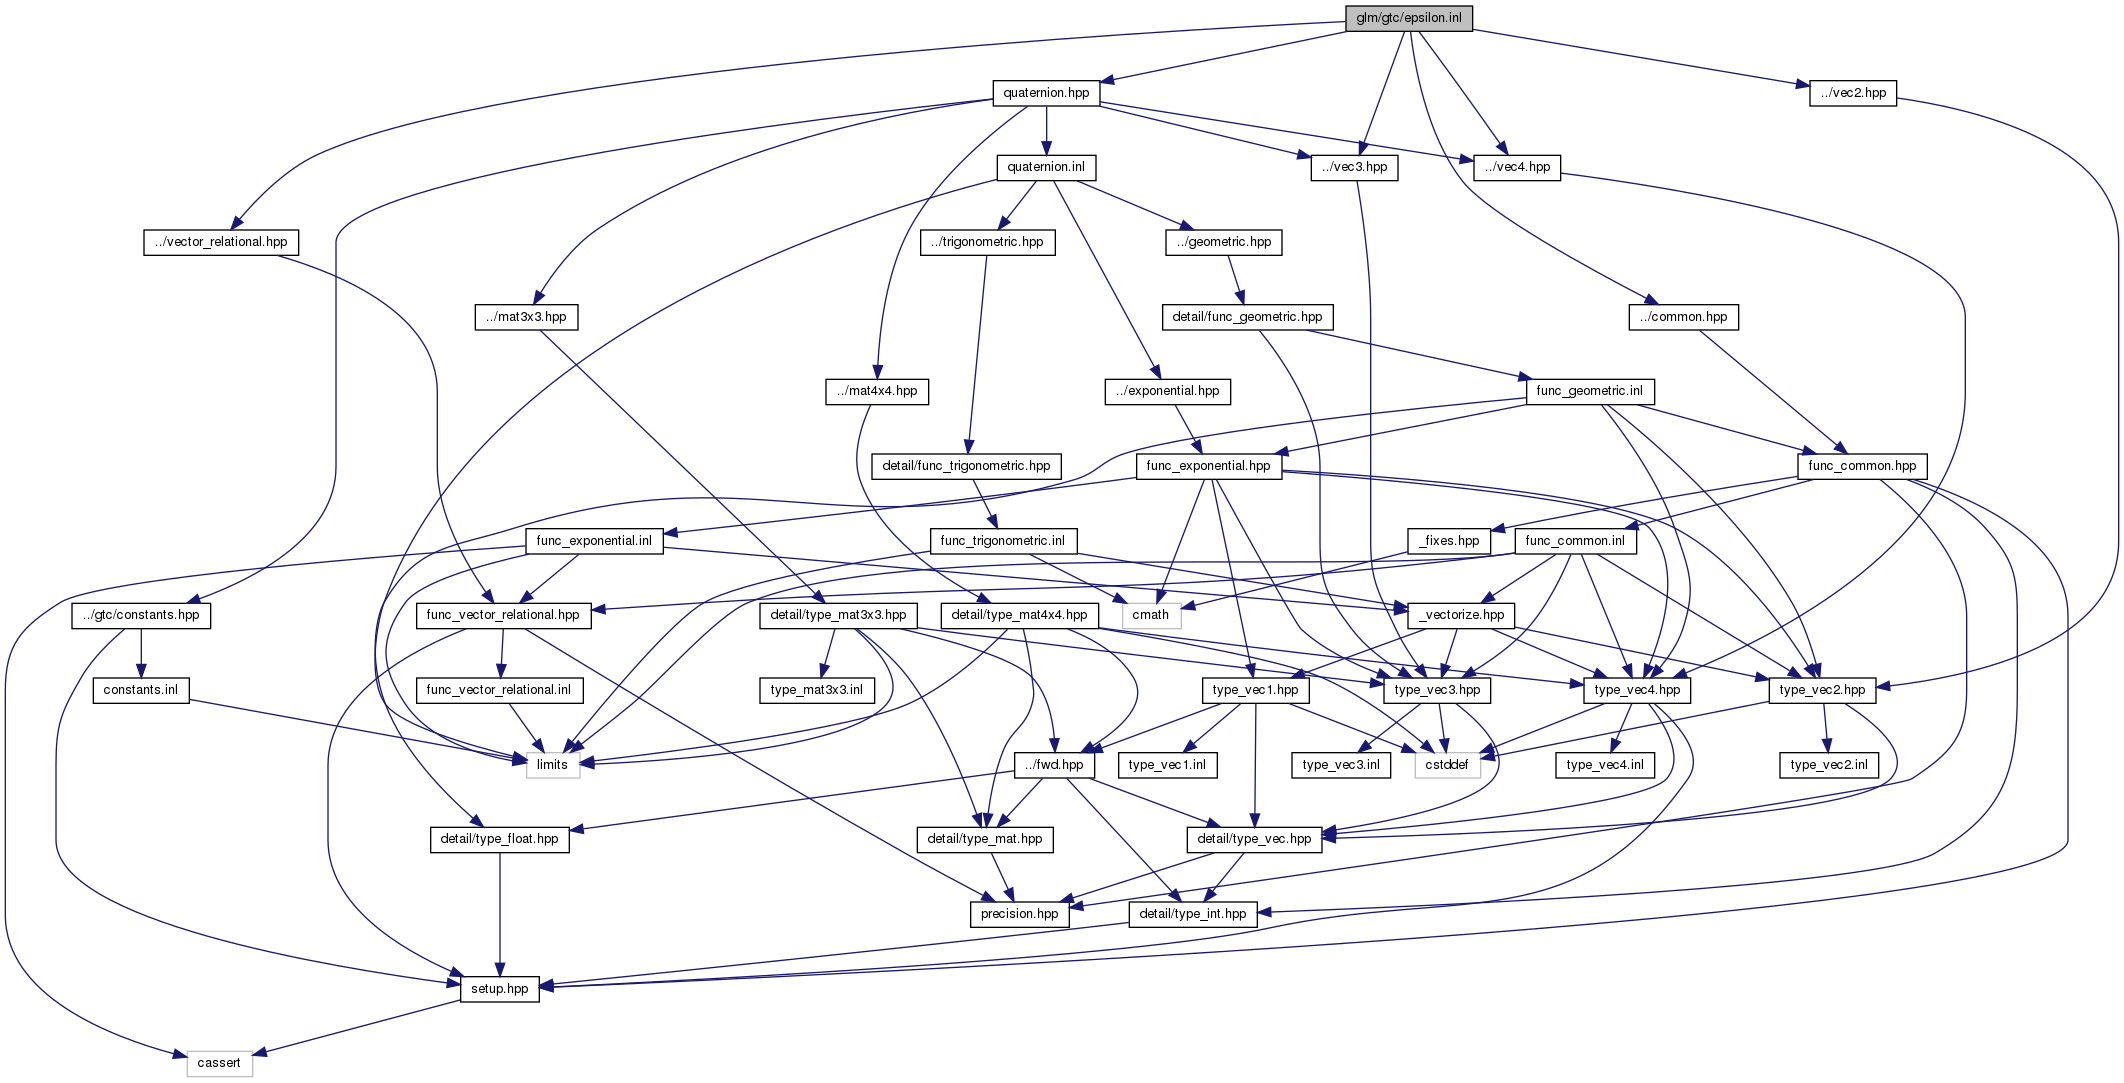 glm/gtc/epsilon.inl
quaternion.hpp
../vec2.hpp
quaternion.inl
../vec3.hpp
../vec4.hpp
../vector_relational.hpp
../trigonometric.hpp
../geometric.hpp
../mat3x3.hpp
detail/func_geometric.hpp
../common.hpp
../mat4x4.hpp
../exponential.hpp
func_geometric.inl
detail/func_trigonometric.hpp
func_exponential.hpp
func_common.hpp
func_exponential.inl
func_trigonometric.inl
_fixes.hpp
func_common.inl
../gtc/constants.hpp
func_vector_relational.hpp
detail/type_mat3x3.hpp
detail/type_mat4x4.hpp
cmath
_vectorize.hpp
constants.inl
func_vector_relational.inl
type_mat3x3.inl
type_vec1.hpp
type_vec3.hpp
type_vec4.hpp
type_vec2.hpp
limits
../fwd.hpp
type_vec1.inl
type_vec3.inl
cstddef
type_vec4.inl
type_vec2.inl
detail/type_float.hpp
detail/type_mat.hpp
detail/type_vec.hpp
precision.hpp
detail/type_int.hpp
setup.hpp
cassert